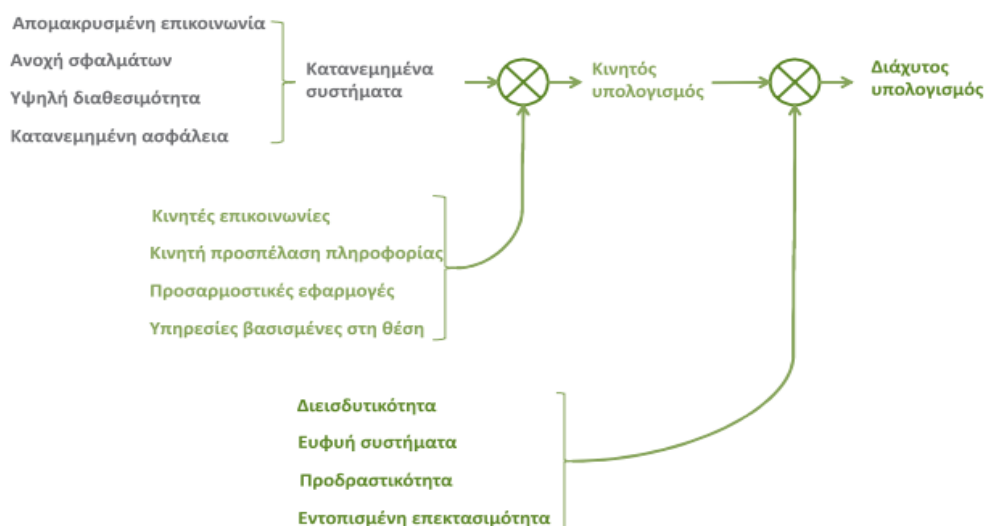 Απομακρυσμένη επικοινωνία
Ανοχή σφαλμάτων
Υψηλή διαθεσιμότητα
Κατανεμημένη ασφάλεια
Κατανεμημένα
συστήματα
Κινητός
υπολογισμός
Διάχυτος
υπολογισμός
Κινητές επικοινωνίες
Κινητή προσπέλαση πληροφορίας
Προσαρμοστικές εφαρμογές
Υπηρεσίες βασισμένες στη θέση
Διεισδυτικότητα
Ευφυή συστήματα
Προδραστικότητα
Εντοπισμένη επεκτασιμότητα